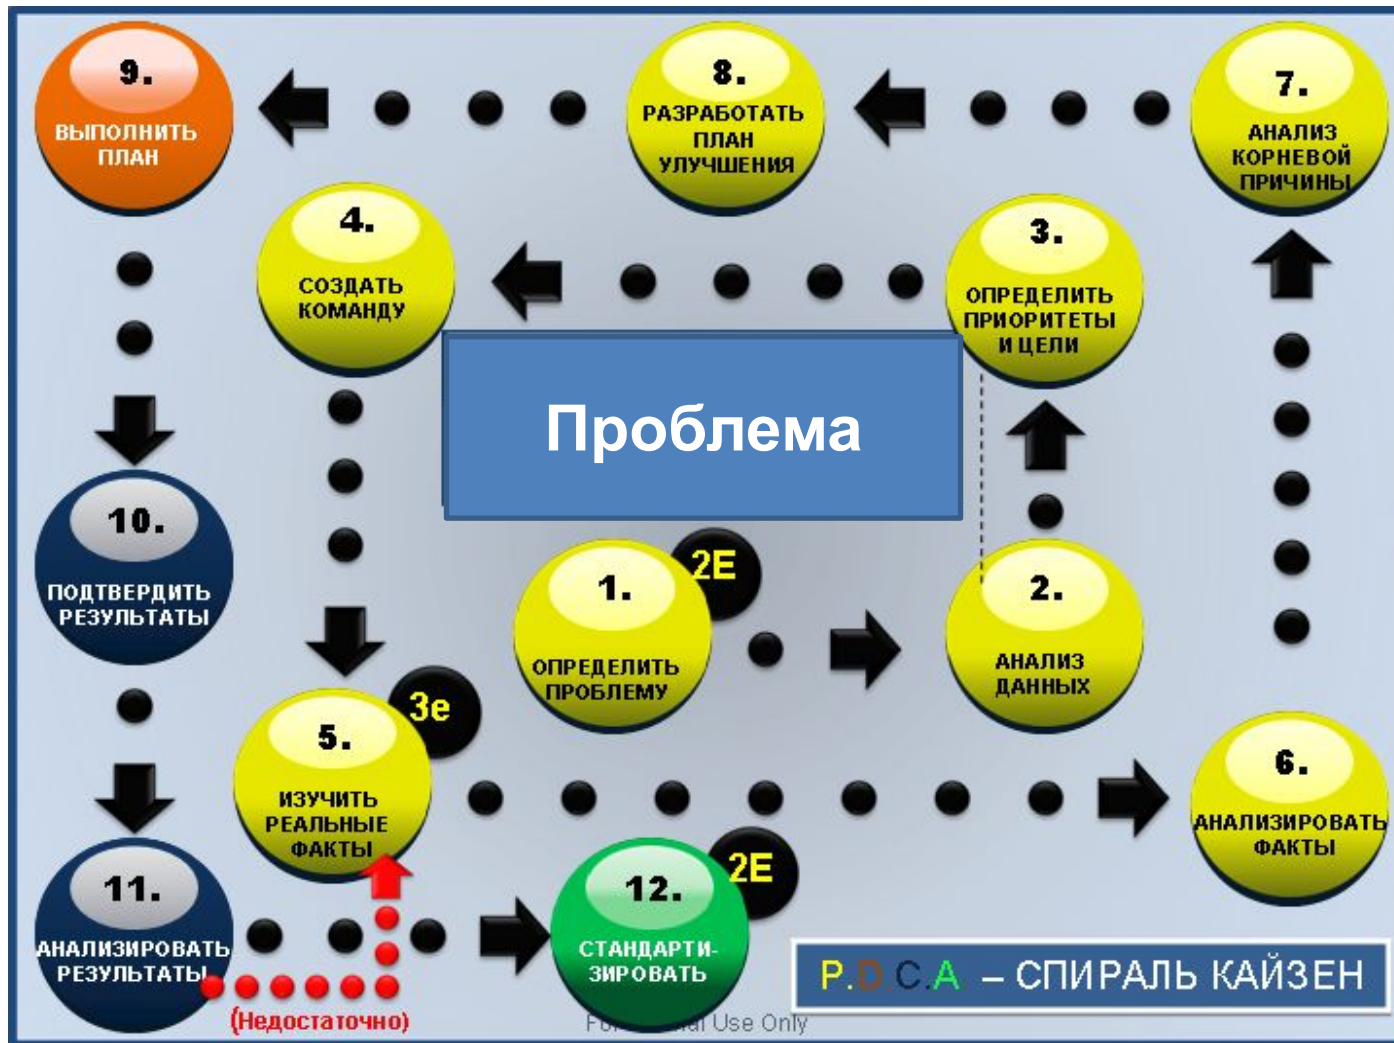 9.
ВЫПОЛНИТЬ
ПЛАН
8.
РАЗРАБОТАТЬ
ПЛАН
УЛУЧШЕНИЯ
7.
АНАЛИЗ
КОРНЕВОЙ
ПРИЧИНЫ
4.
СОЗДАТЬ
КОМАНДУ
3.
ОПРЕДЕЛИТЬ
ПРИОРИТЕТЫ
И ЦЕЛИ
Проблема
10.
ПОДТВЕРДИТЬ
РЕЗУЛЬТАТЫ
1.
2E
ОПРЕДЕЛИТЬ
ПРОБЛЕМУ
2.
АНАЛИЗ
ДАННЫХ
5.
3e
ИЗУЧИТЬ
РЕАЛЬНЫЕ
ФАКТЫ
6.
АНАЛИЗИРОВАТЬ
ФАКТЫ
11.
АНАЛИЗИРОВАТЬ
РЕЗУЛЬТАТЫ
(Недостаточно)
12.
2E
СТАНДАРТИ-
ЗИРОВАТЬ
P.D.C.A – СПИРАЛЬ КАЙЗЕН
Use Only